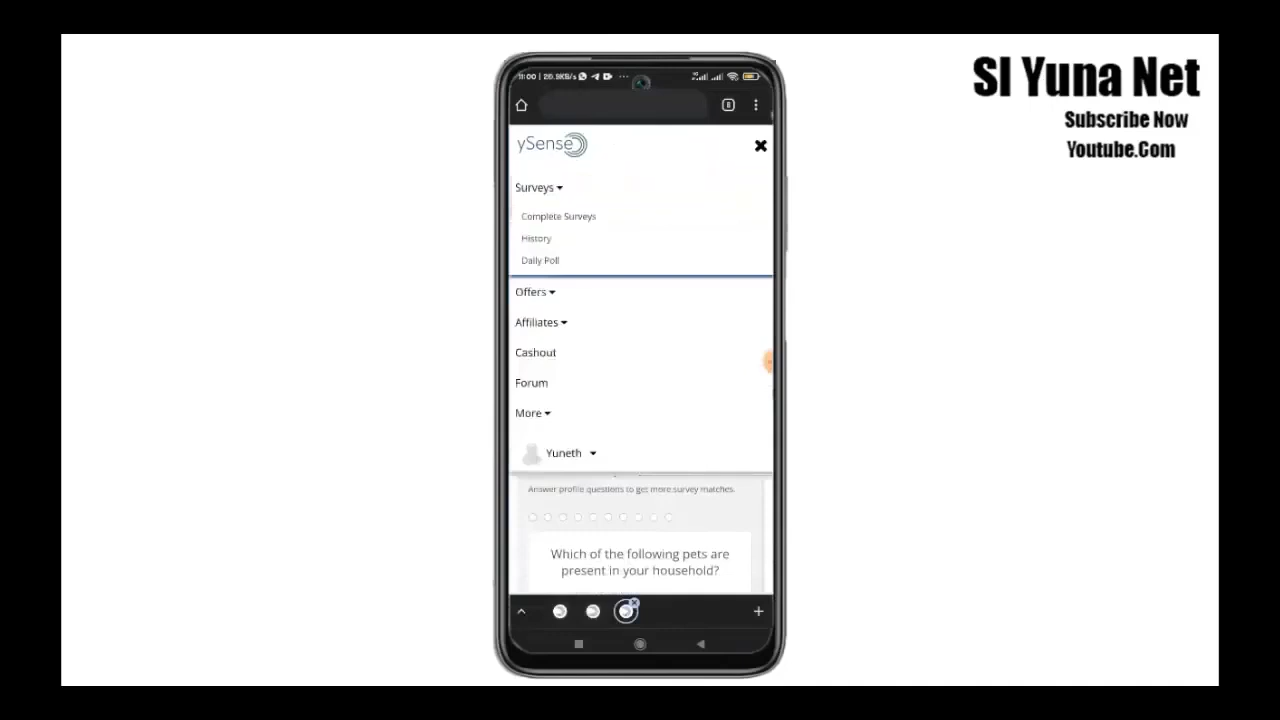 SI Yuna Net
Subscribe Now
Youtube.Com
ySense
Surveys
Complete Surveys
History
Daily Poll
Offers
Affiliates
Cashout
Forum
More
Yuneth
Answer profile questions to get more survey matches.
Which of the following pets are
present in your household?